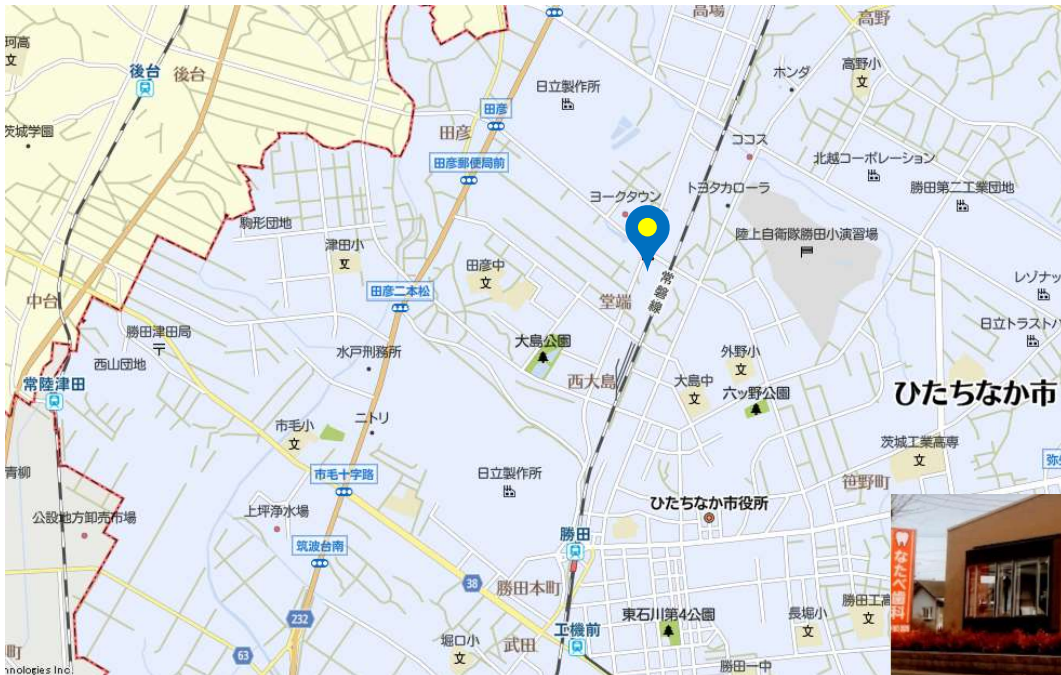 高場
高野
珂高
後台
後台
日立製作所
ホンダ
高野小
田彦
田彦
茨城学園
田彦郵便局前
ココス
北越コーポレーション
勝田第二工業団地
ヨークタウン
トヨタカローラ
駒形団地
津田小
陸上自衛隊勝田小演習場
田彦中
常磐線
レゾナッ
中台
田彦二本松
堂端
日立トラストパ
勝田津田局
大島公園
水戸刑務所
外野小
西山団地
西大島
大島中
六ッ野公園
常陸津田
ひたちなか市
ニトリ
市毛小
茨城工業高専
青柳
市毛十字路
日立製作所
笹野町
上坪浄水場
ひたちなか市役所
公設地方卸売市場
筑波台南
勝田
38
勝田本町
232
東石川第4公園
長堀小
勝田工高
63
堀口小
武田
工機前
勝田一中
町
hnologies Inc.
なたべ歯科